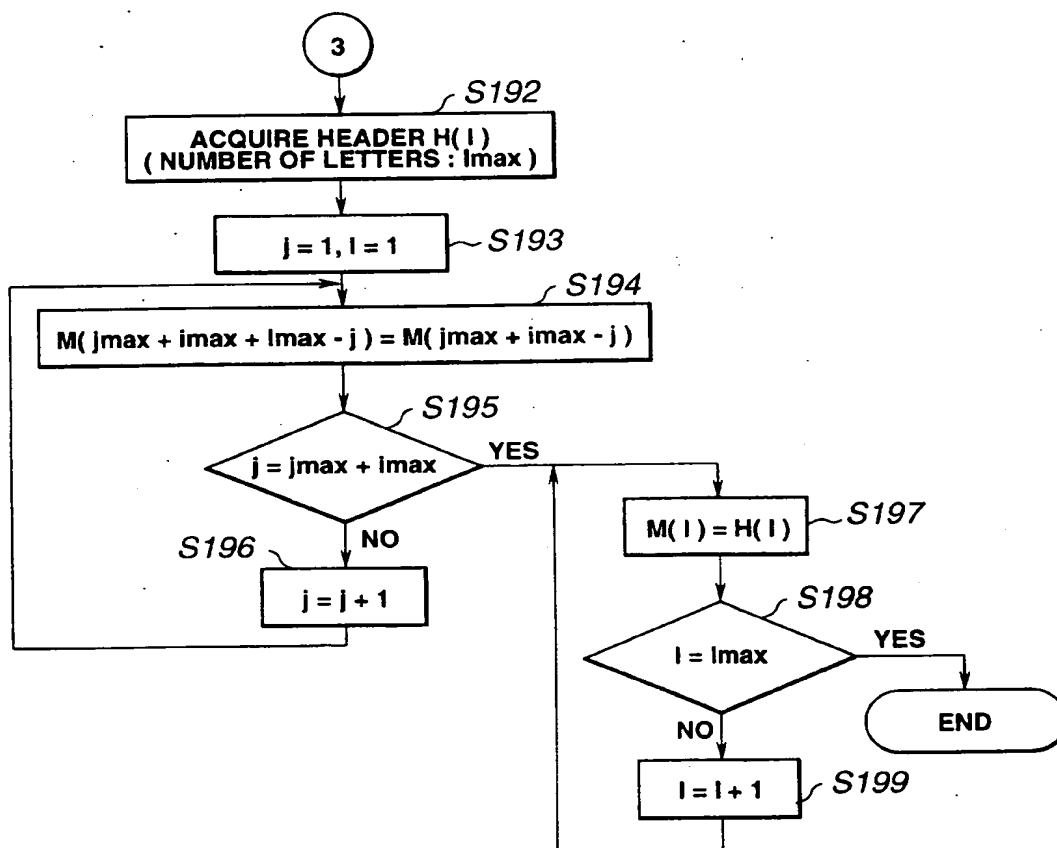 3
S192
ACQUIRE HEADER H( l )
( NUMBER OF LETTERS : lmax )
j = 1, l = 1
S193
S194
M( jmax + imax + lmax - j ) = M( jmax + imax - j )
S195
j = jmax + imax
YES
NO
S196
j = j + 1
M( l ) = H( l )
S197
S198
l = lmax
YES
NO
END
l = l + 1
S199